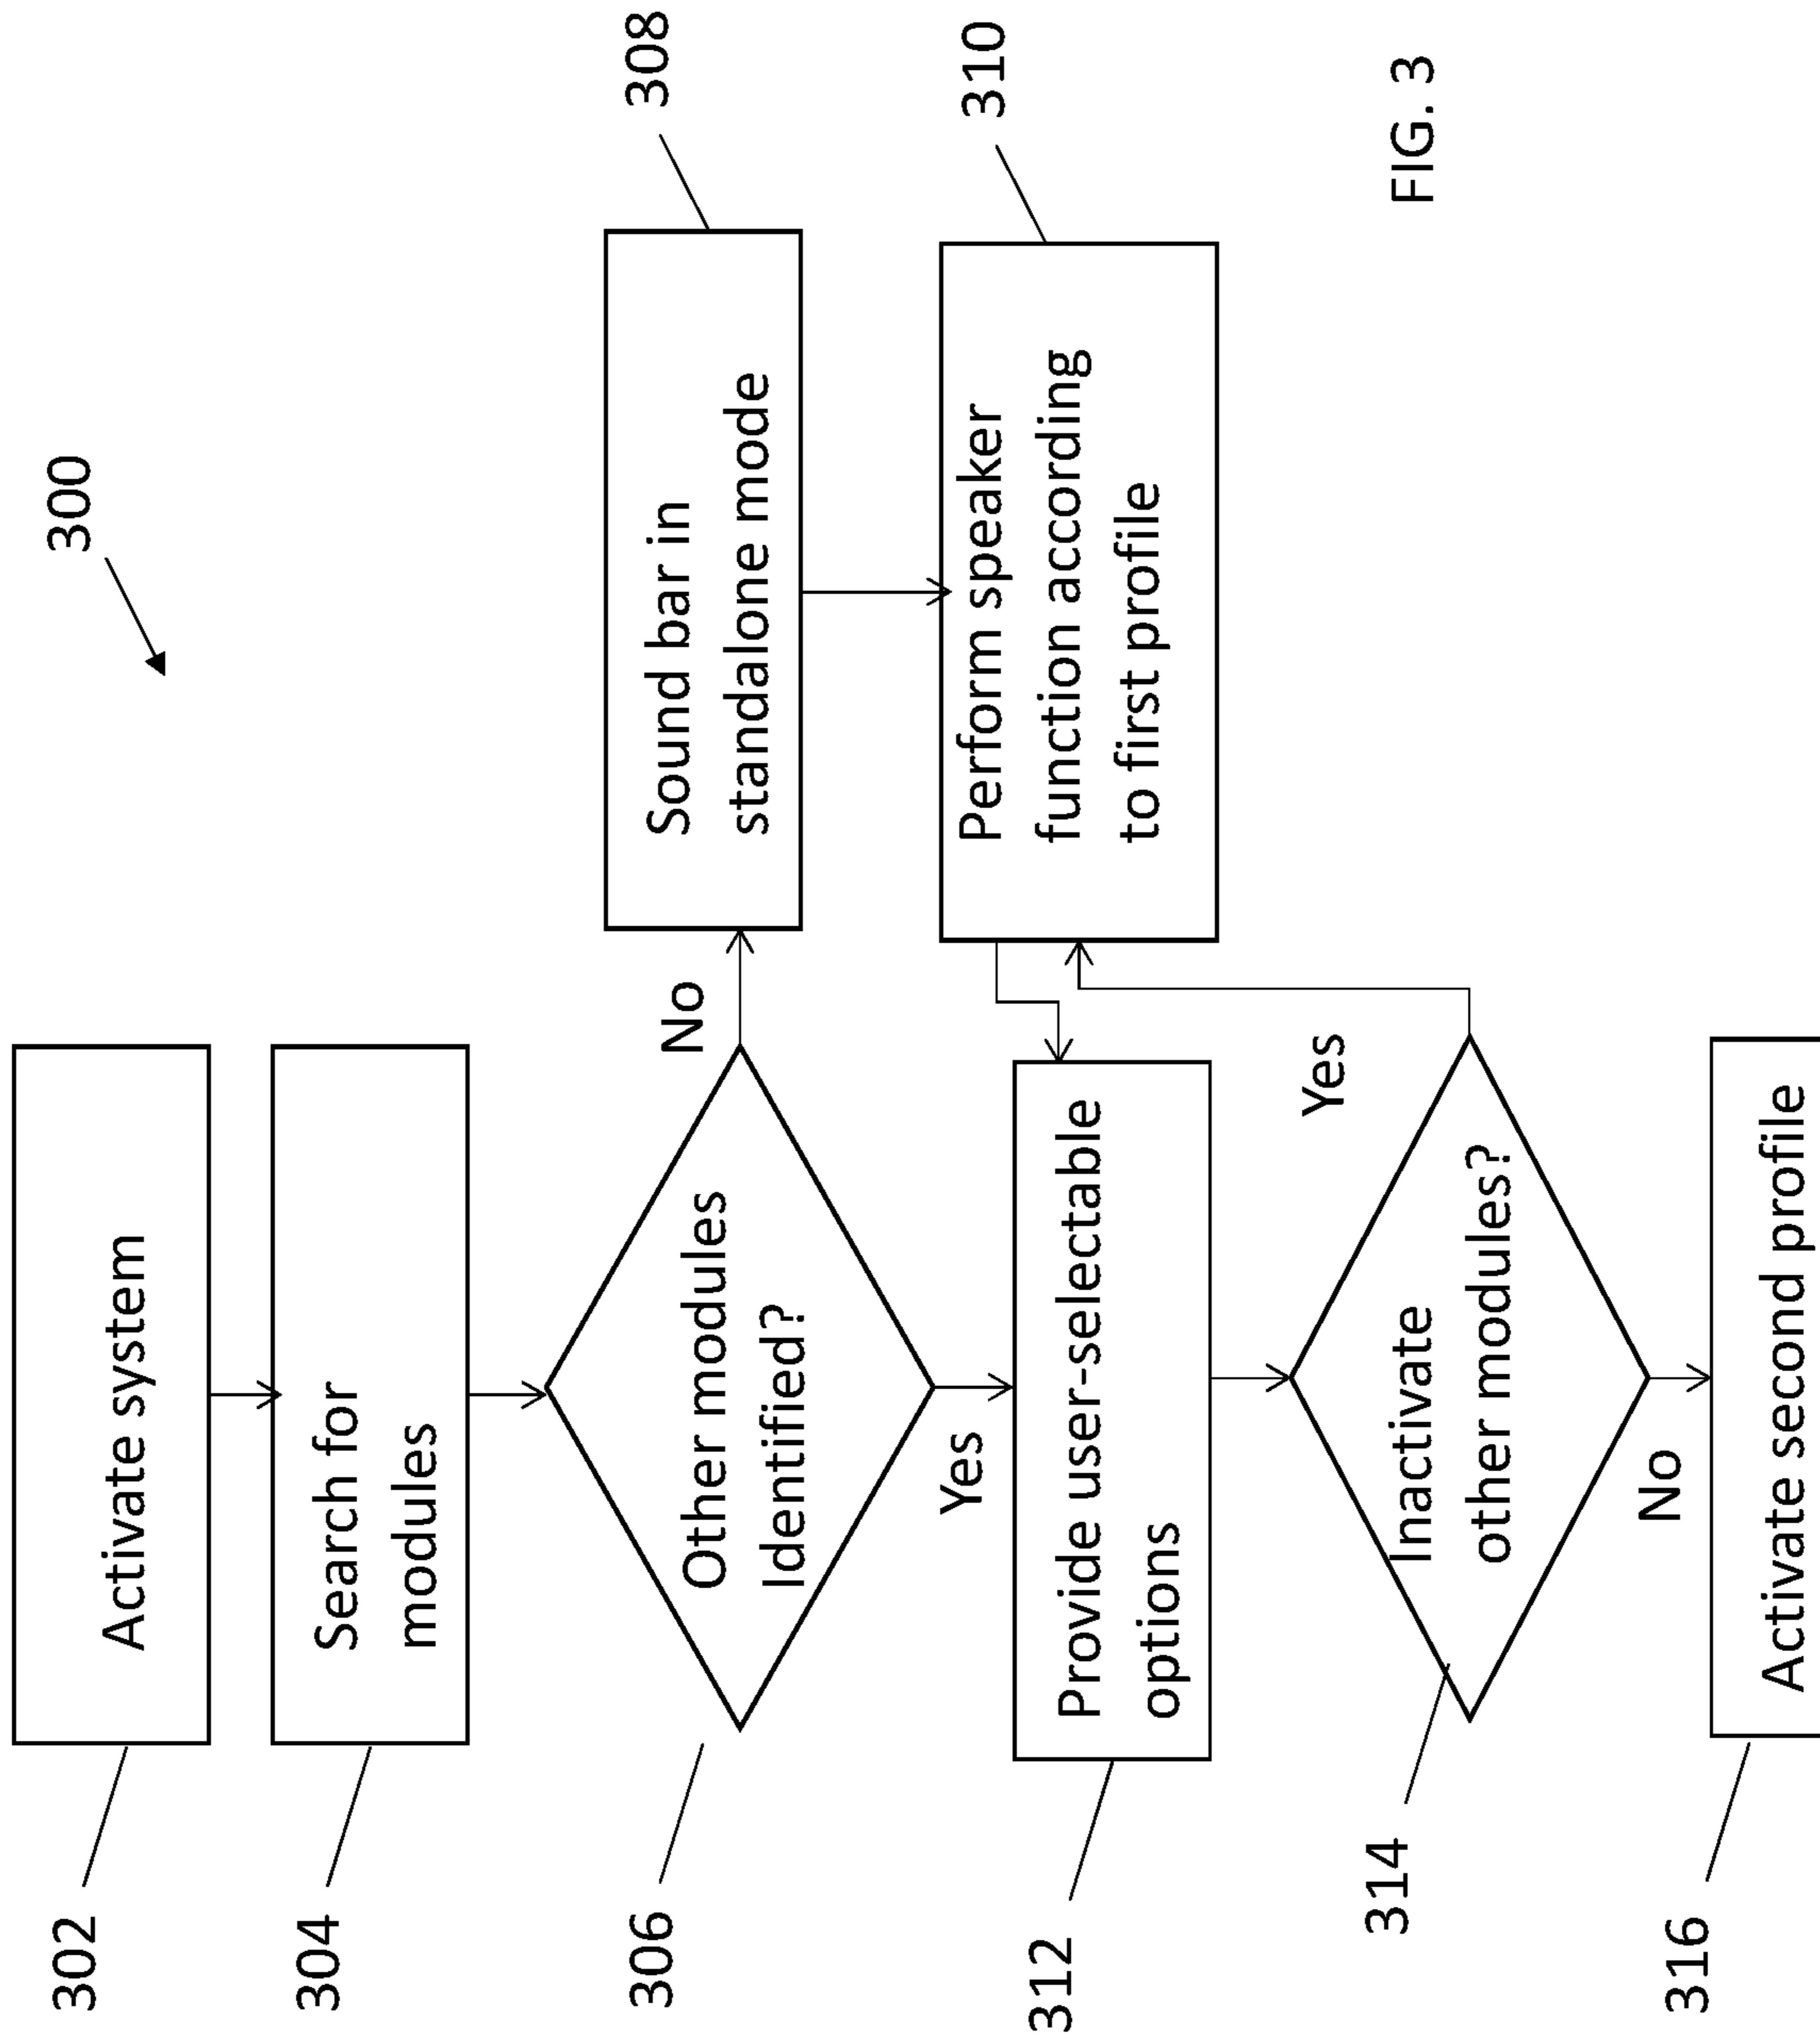 300
302
Activate system
304
Search for
modules
306
Other modules
Identified?
No
308
Sound bar in
standalone mode
Yes
310
Perform speaker
function according
to first profile
312
Provide user-selectable
options
314
Inactivate
other modules?
Yes
No
316
Activate second profile
FIG. 3